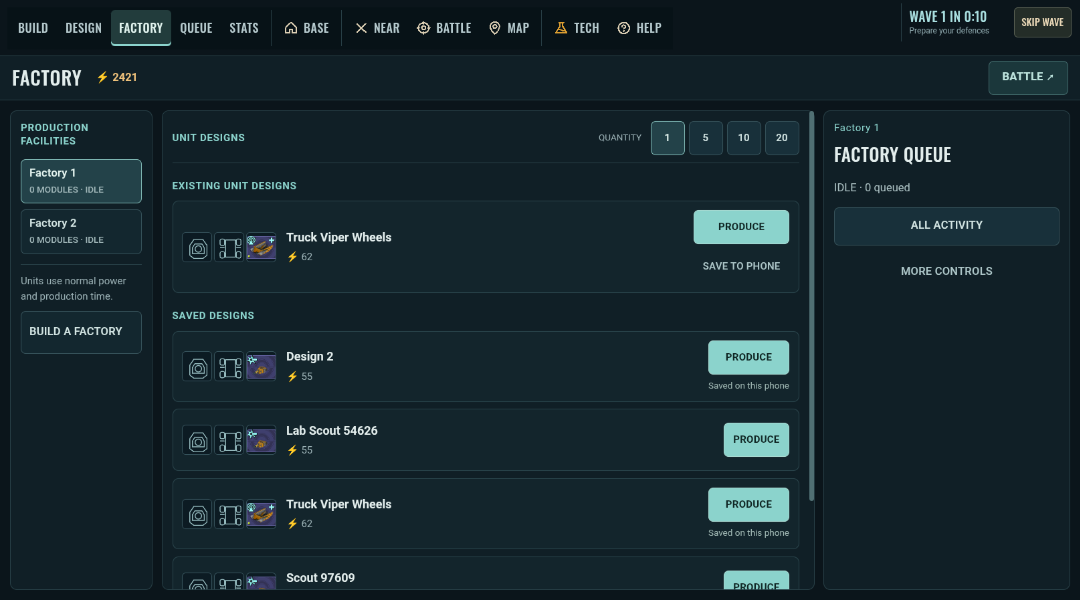 BUILD DESIGN FACTORY QUEUE STATS BASE NEAR BATTLE MAP TECH HELP
WAVE 1 IN 0:10
Prepare your defences
SKIP WAVE
FACTORY ⚡ 2421
BATTLE ↗
PRODUCTION
FACILITIES
Factory 1
0 MODULES · IDLE
Factory 2
0 MODULES · IDLE
Units use normal power
and production time.
BUILD A FACTORY
UNIT DESIGNS
QUANTITY 1 5 10 20
EXISTING UNIT DESIGNS
Truck Viper Wheels
⚡ 62
PRODUCE
SAVE TO PHONE
SAVED DESIGNS
Design 2
⚡ 55
PRODUCE
Saved on this phone
Lab Scout 54626
⚡ 55
PRODUCE
Truck Viper Wheels
⚡ 62
PRODUCE
Saved on this phone
Scout 97609
PRODUCE
Factory 1
FACTORY QUEUE
IDLE · 0 queued
ALL ACTIVITY
MORE CONTROLS